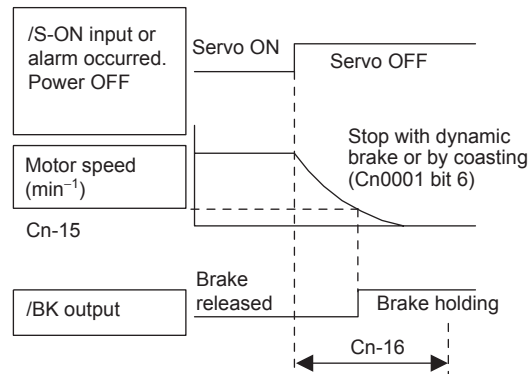 /S-ON input or
alarm occurred.
Power OFF
Servo ON
Servo OFF
Motor speed
(min⁻¹)
Stop with dynamic
brake or by coasting
(Cn0001 bit 6)
Cn-15
/BK output
Brake
released
Brake holding
Cn-16